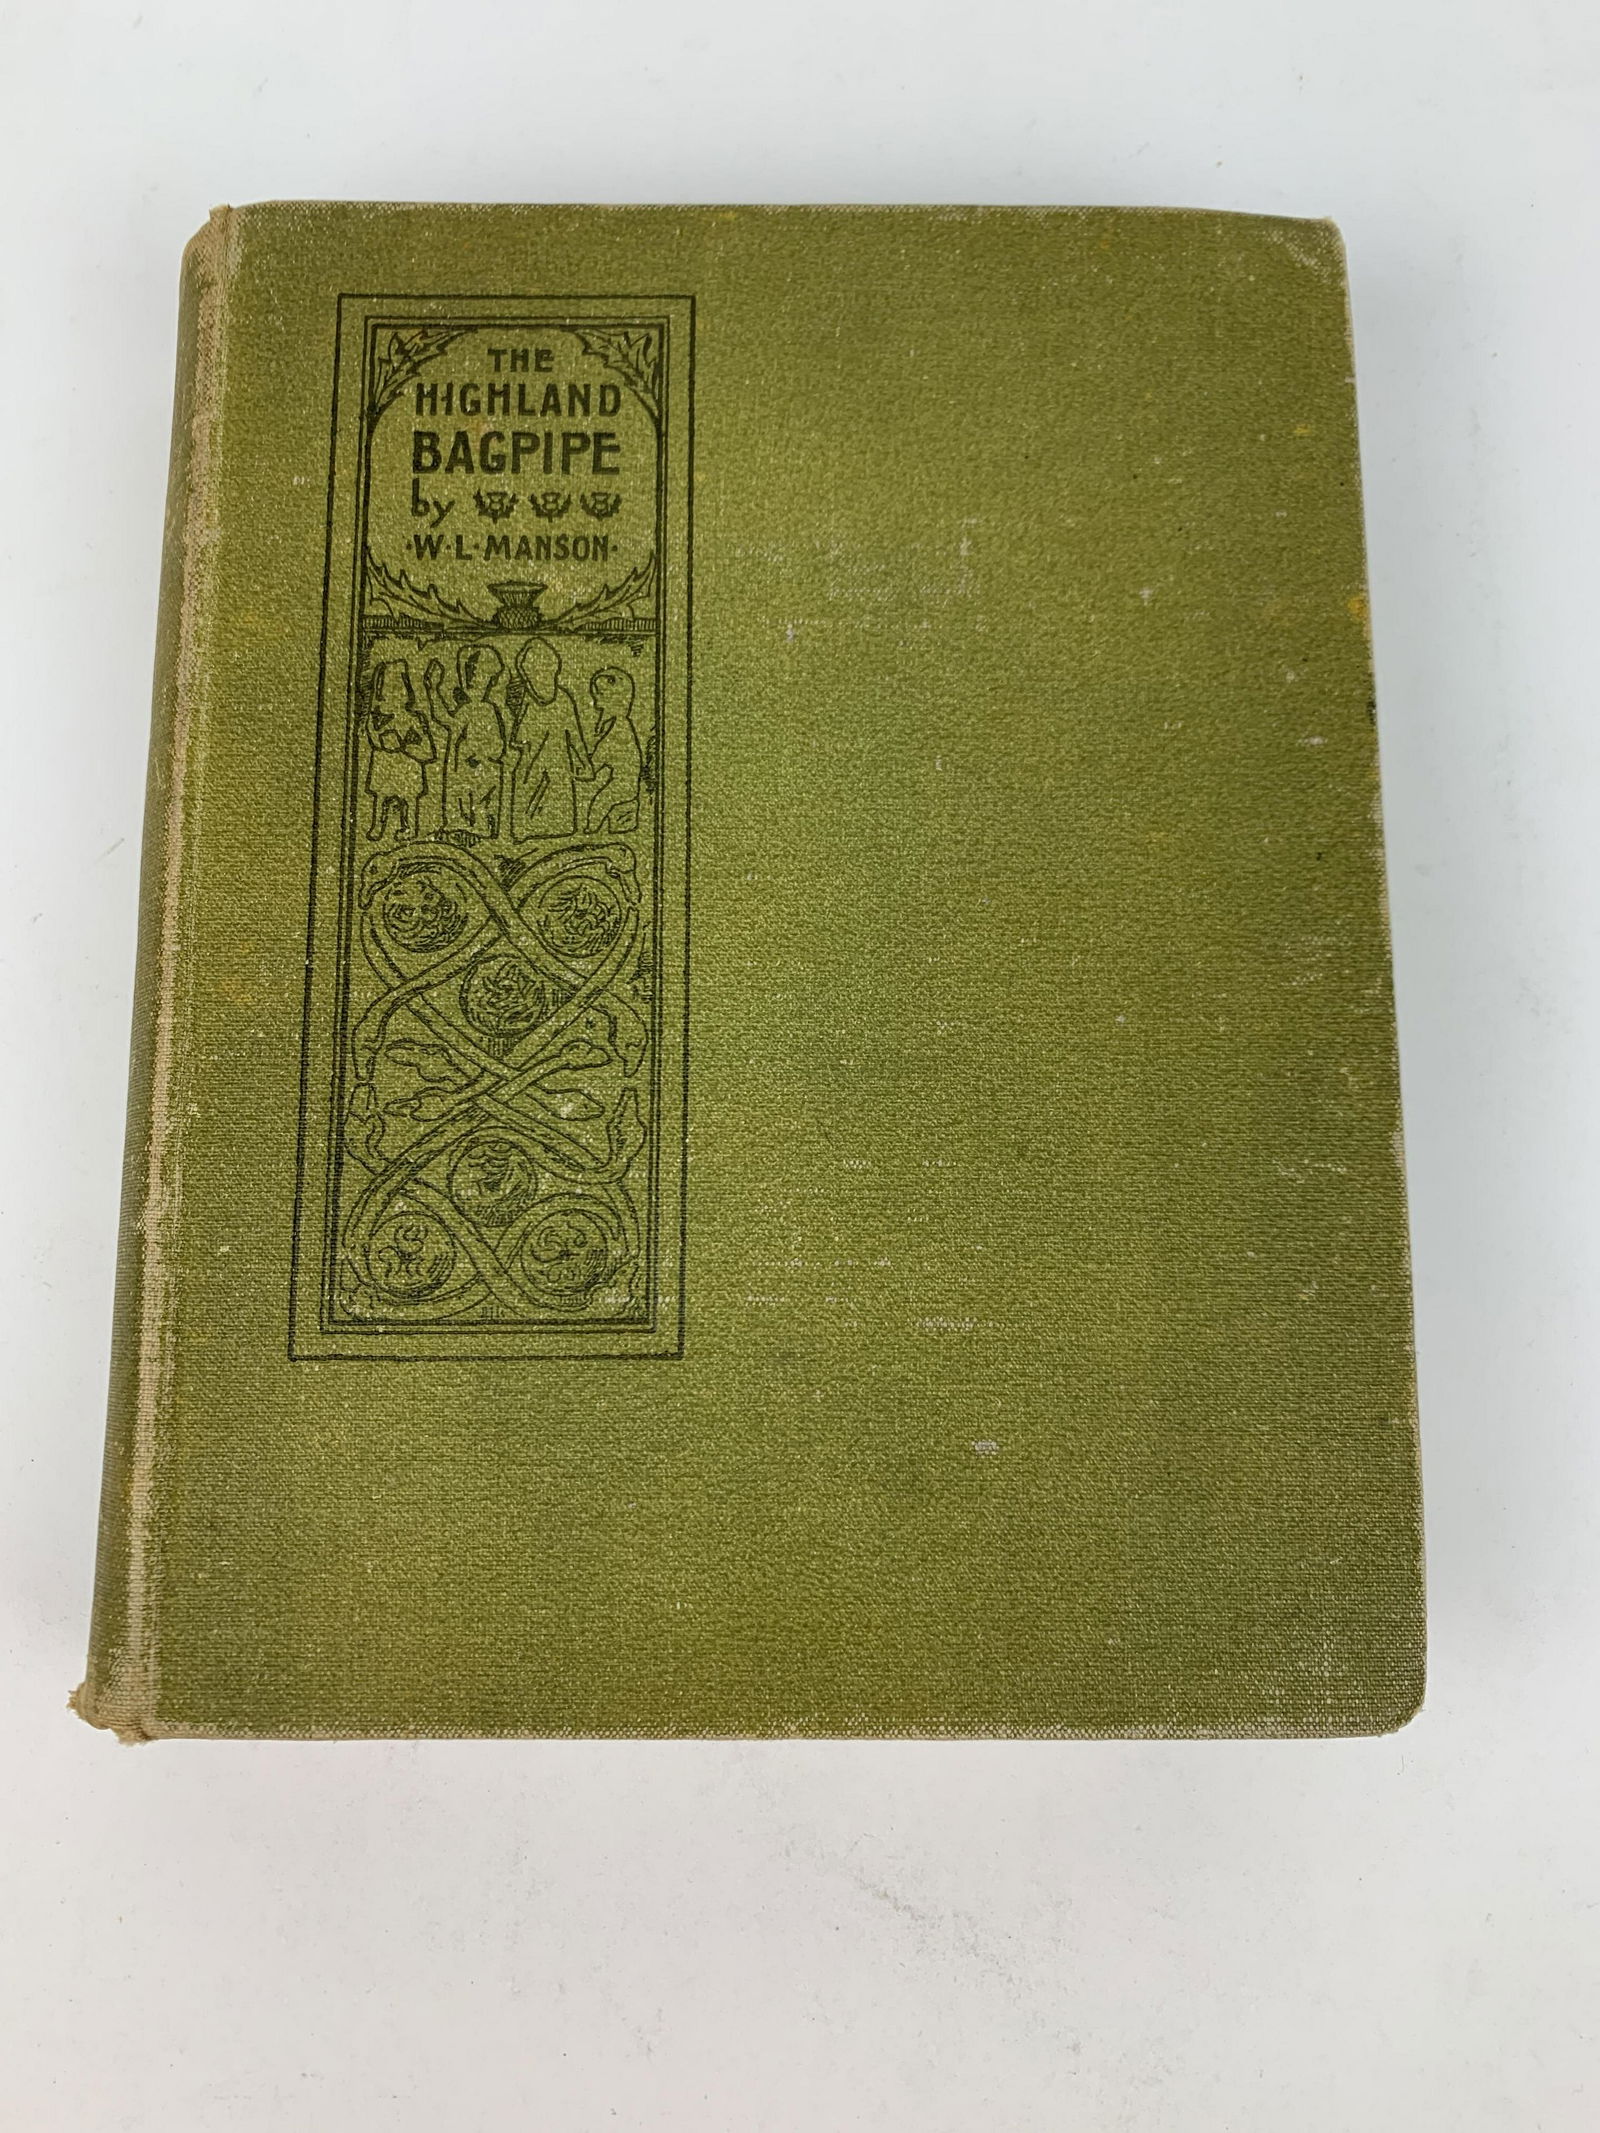 THE
HIGHLAND
BAGPIPE
by
·W·L·MANSON·